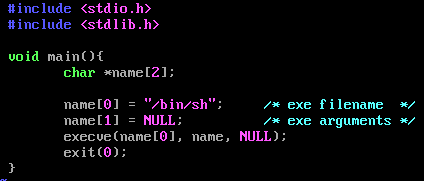 #include <stdio.h>
#include <stdlib.h>
void main(){
char *name[2];
name[0] = "/bin/sh"; /* exe filename */
name[1] = NULL; /* exe arguments */
execve(name[0], name, NULL);
exit(0);
}